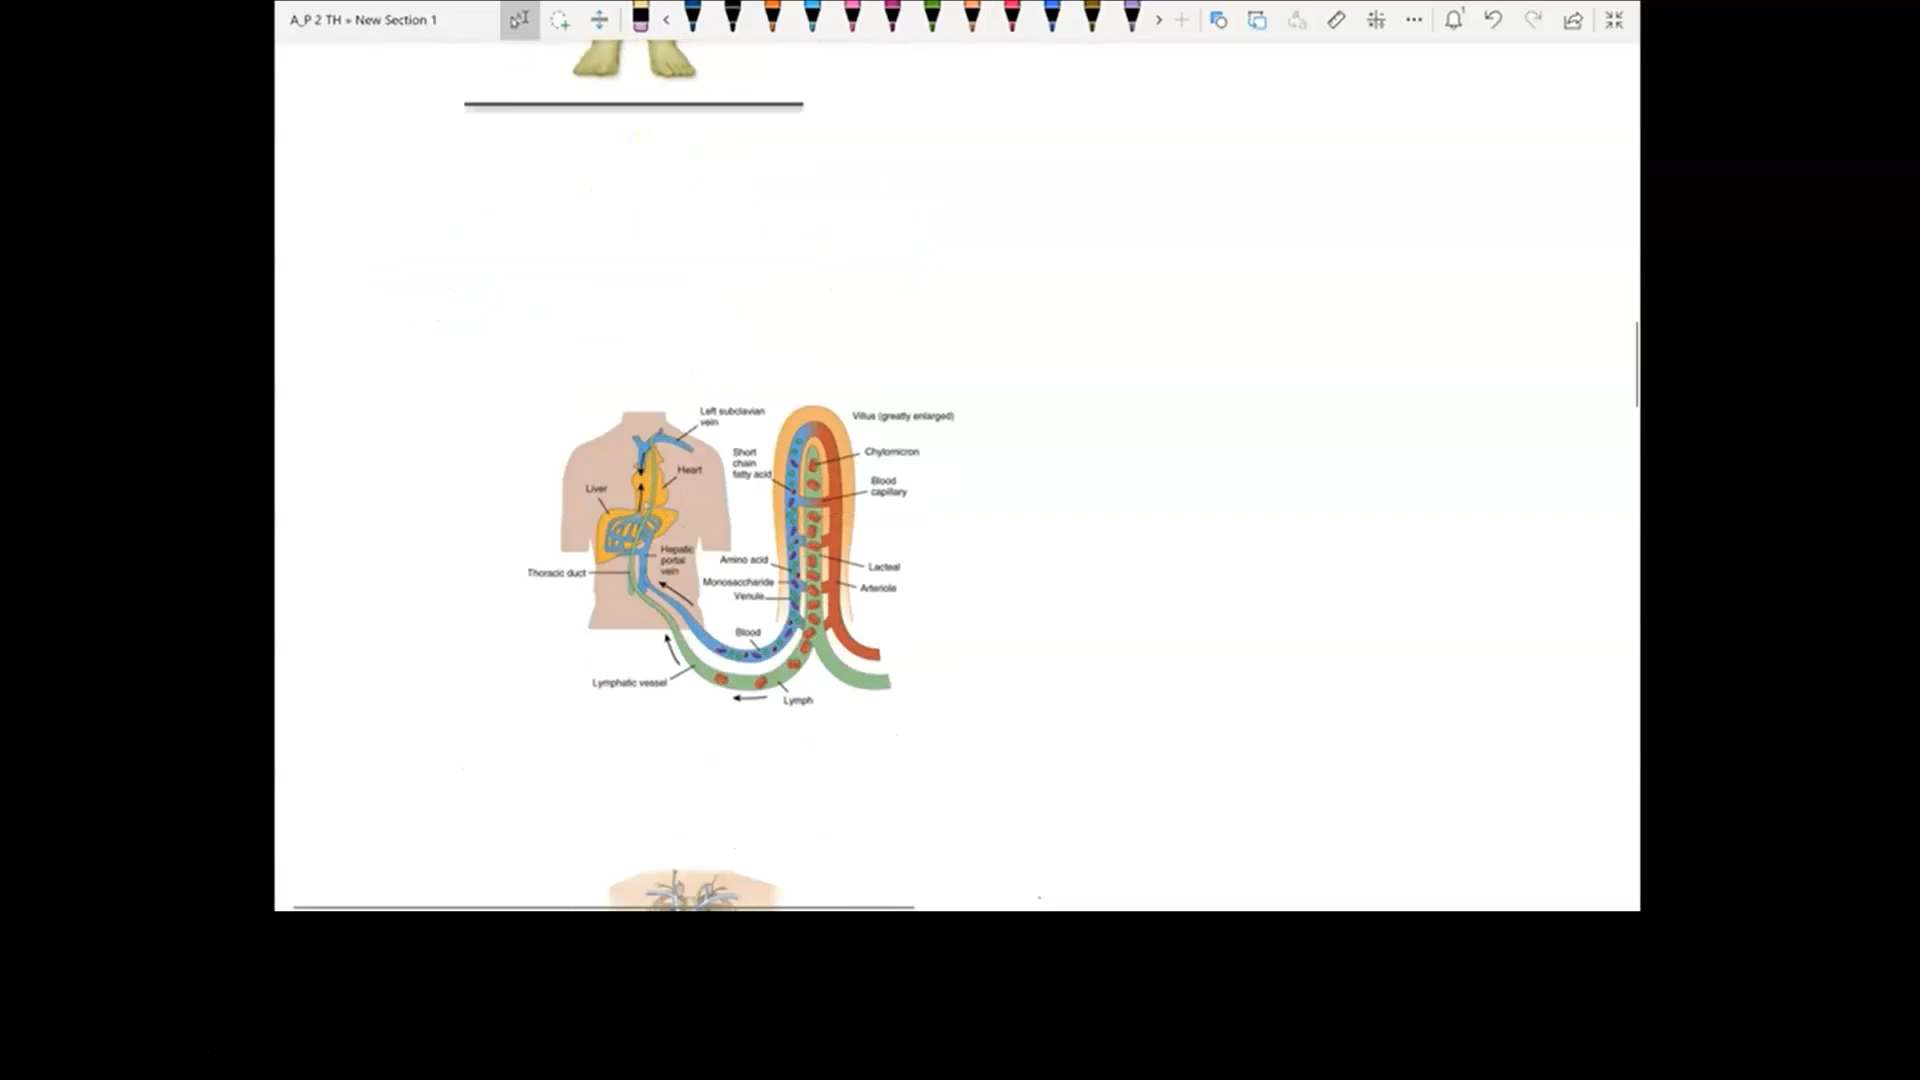 A_P 2 TH » New Section 1
Left subclavian
vein
Villus (greatly enlarged)
Short
chain
fatty acid
Chylomicron
Heart
Blood
capillary
Liver
Hepatic
portal
vein
Amino acid
Lacteal
Thoracic duct
Monosaccharide
Arteriole
Venule
Blood
Lymphatic vessel
Lymph